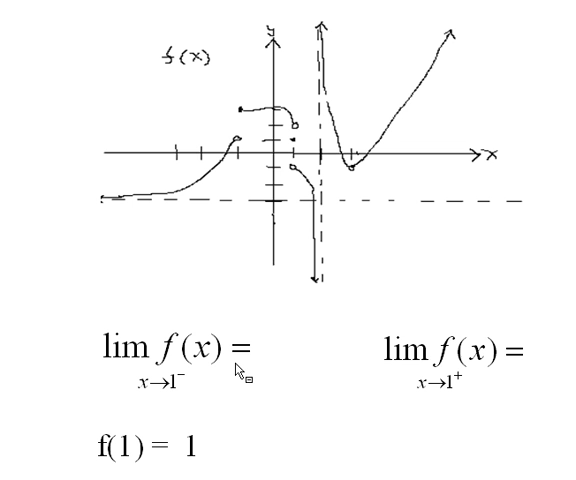 y
f(x)
x
lim f(x) =
x→1⁻
lim f(x) =
x→1⁺
f(1) = 1